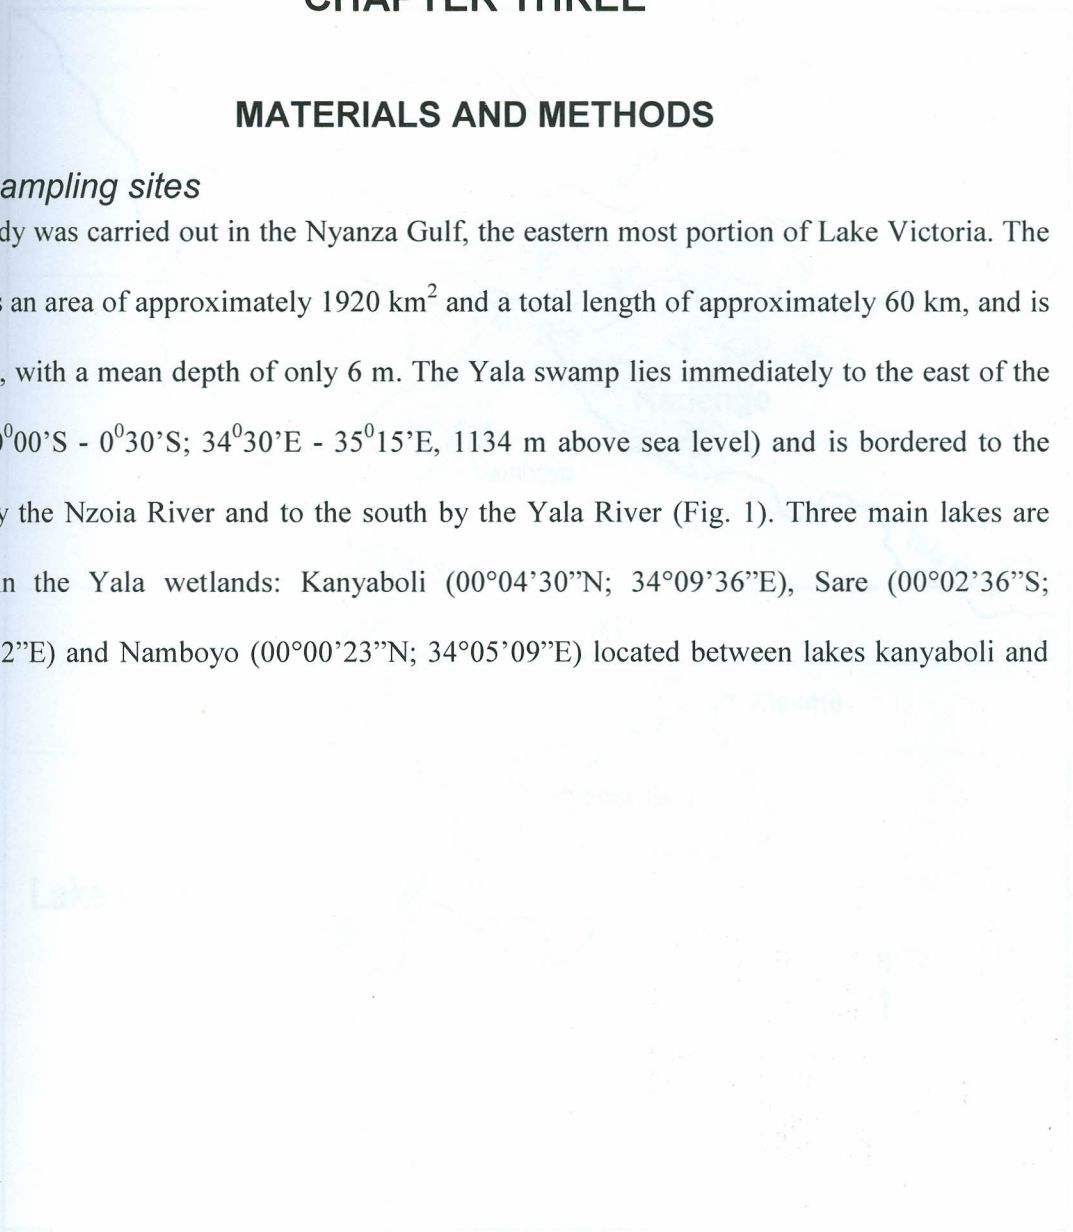 CHAPTER THREE
MATERIALS AND METHODS
ampling sites
dy was carried out in the Nyanza Gulf, the eastern most portion of Lake Victoria. The
an area of approximately 1920 km² and a total length of approximately 60 km, and is
, with a mean depth of only 6 m. The Yala swamp lies immediately to the east of the
⁰00’S - 0⁰30’S; 34⁰30’E - 35⁰15’E, 1134 m above sea level) and is bordered to the
y the Nzoia River and to the south by the Yala River (Fig. 1). Three main lakes are
n the Yala wetlands: Kanyaboli (00°04’30”N; 34°09’36”E), Sare (00°02’36”S;
2”E) and Namboyo (00°00’23”N; 34°05’09”E) located between lakes kanyaboli and